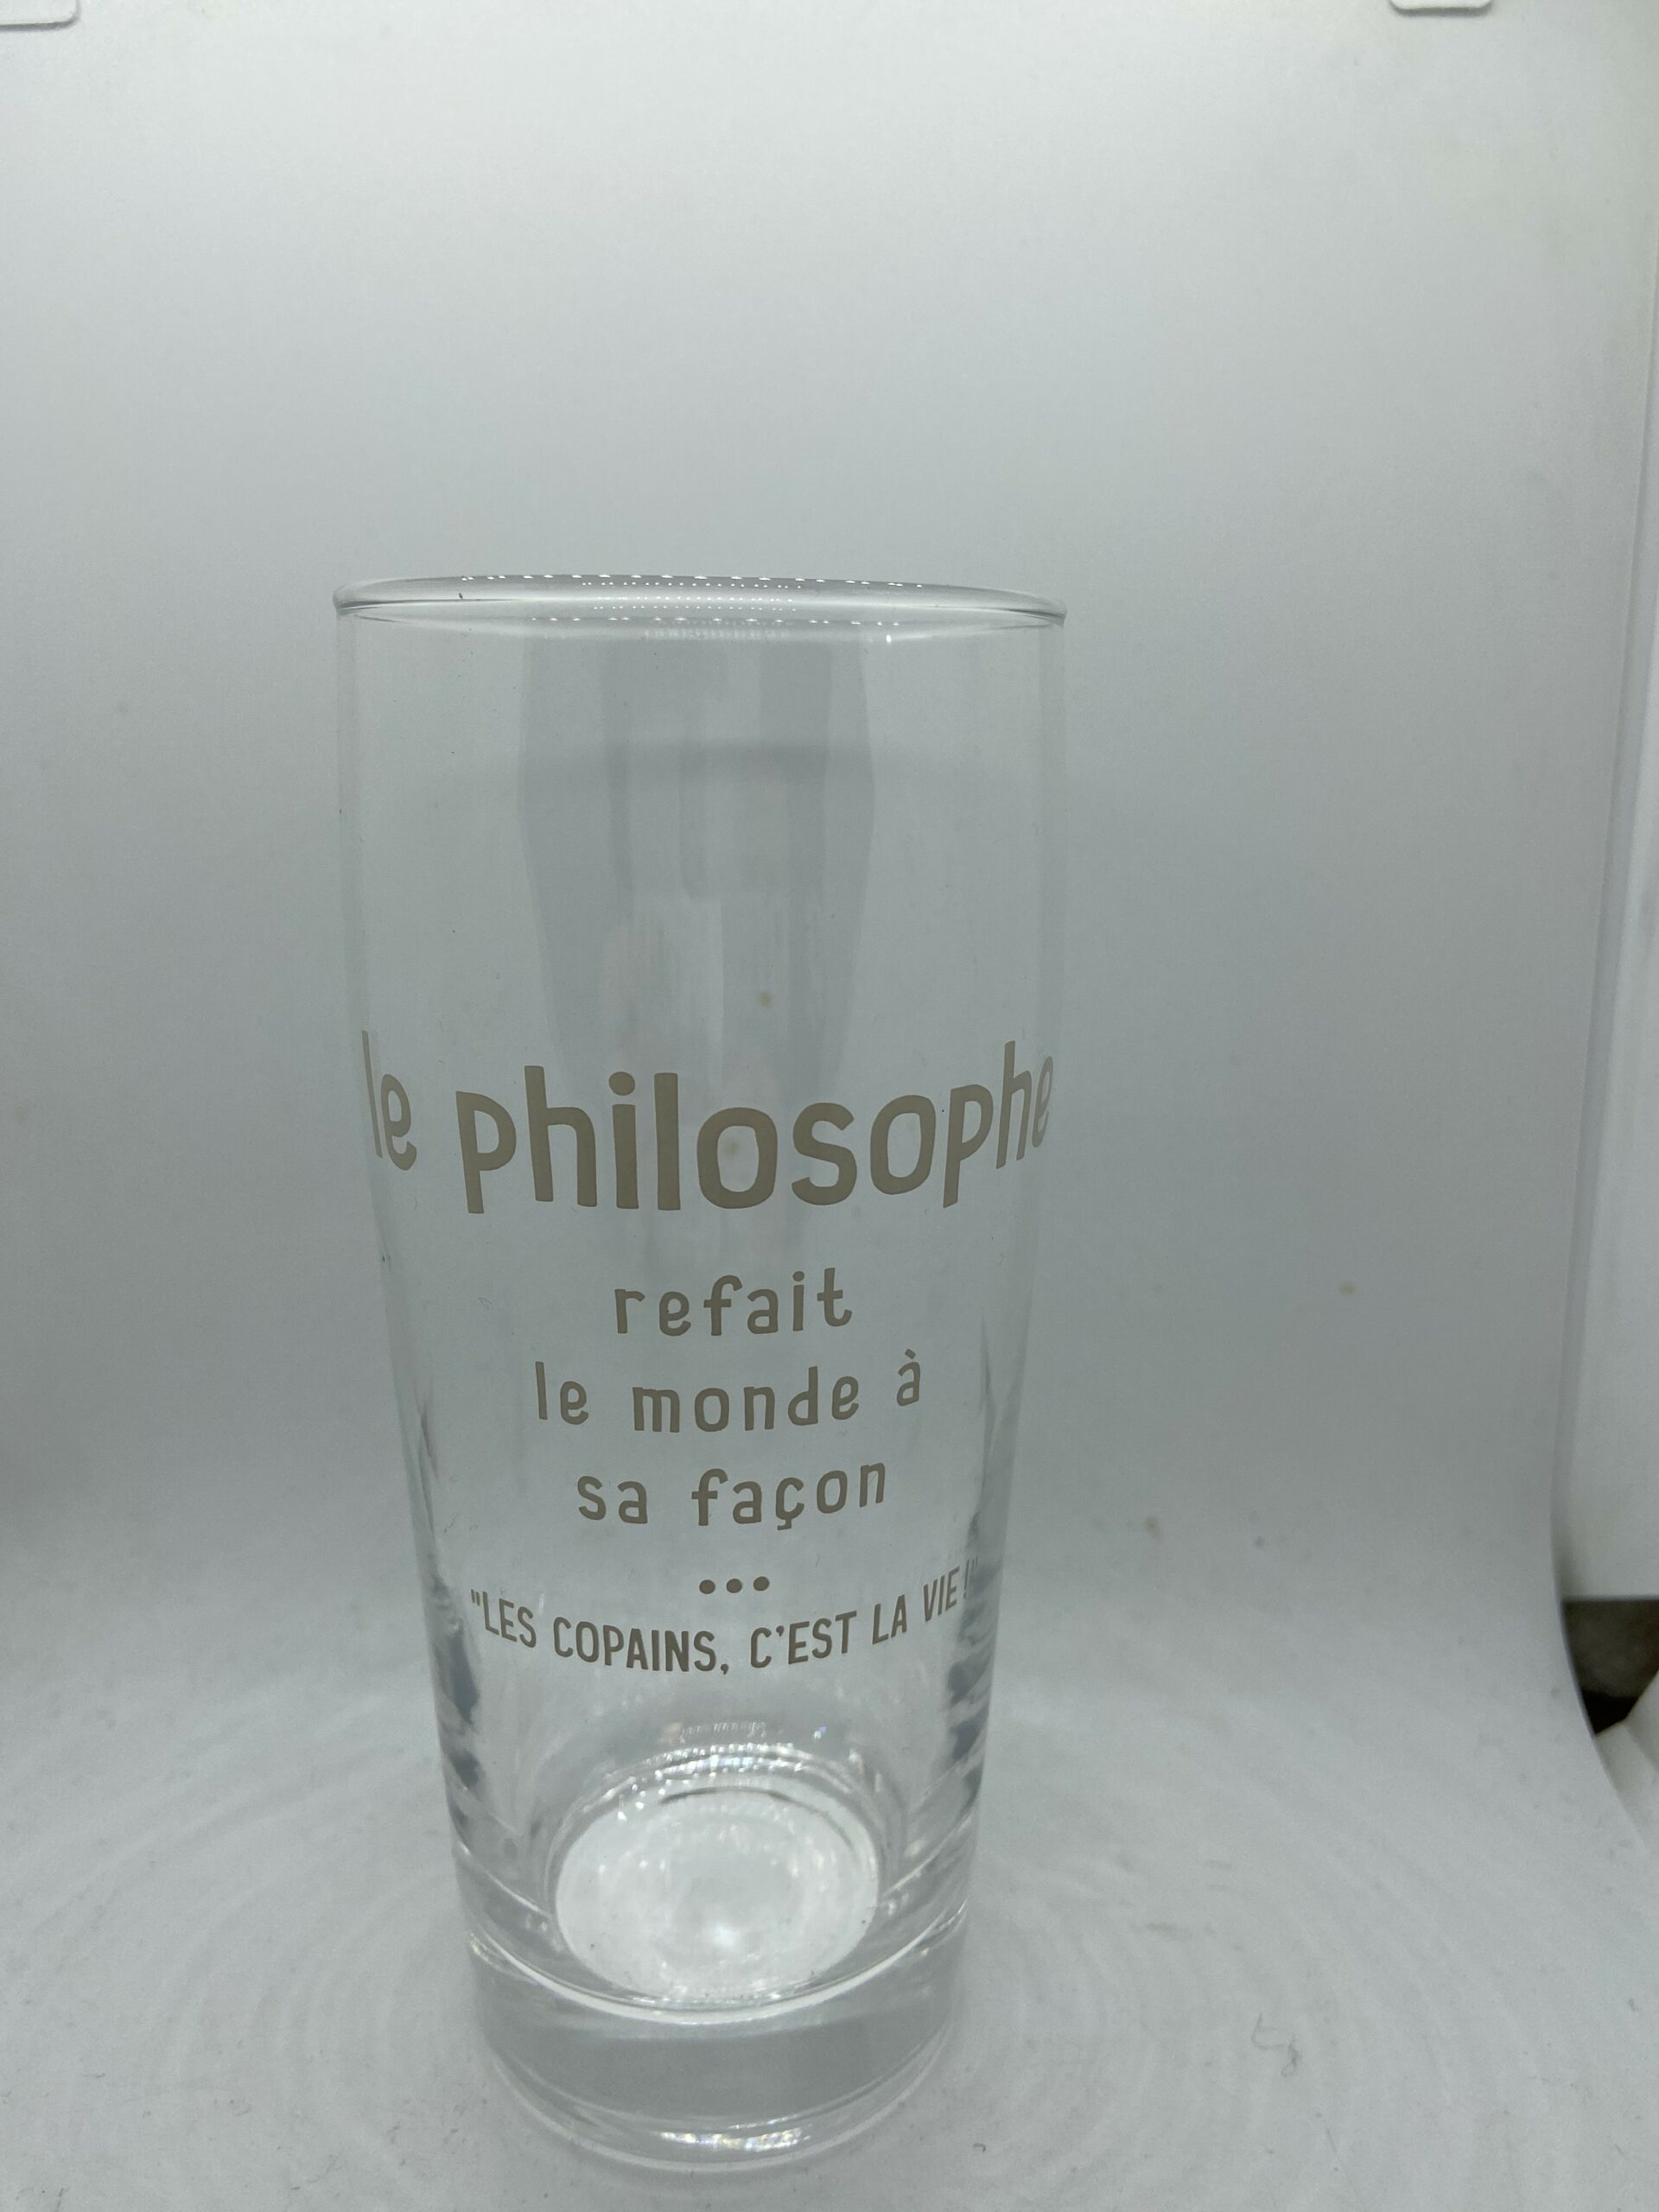 le philosophe
refait
le monde à
sa façon
...
"LES COPAINS, C'EST LA VIE !"